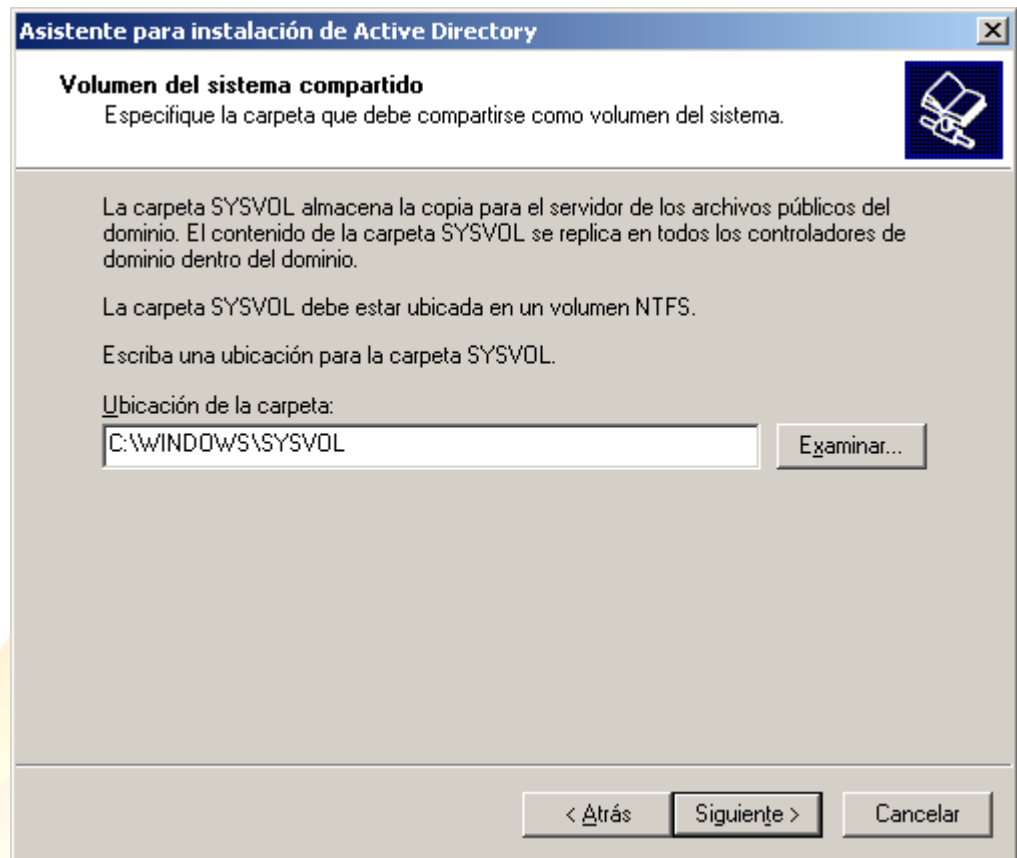 Asistente para instalación de Active Directory
Volumen del sistema compartido
Especifique la carpeta que debe compartirse como volumen del sistema.
La carpeta SYSVOL almacena la copia para el servidor de los archivos públicos del
dominio. El contenido de la carpeta SYSVOL se replica en todos los controladores de
dominio dentro del dominio.
La carpeta SYSVOL debe estar ubicada en un volumen NTFS.
Escriba una ubicación para la carpeta SYSVOL.
Ubicación de la carpeta:
C:\WINDOWS\SYSVOL
Examinar...
< Atrás
Siguiente >
Cancelar